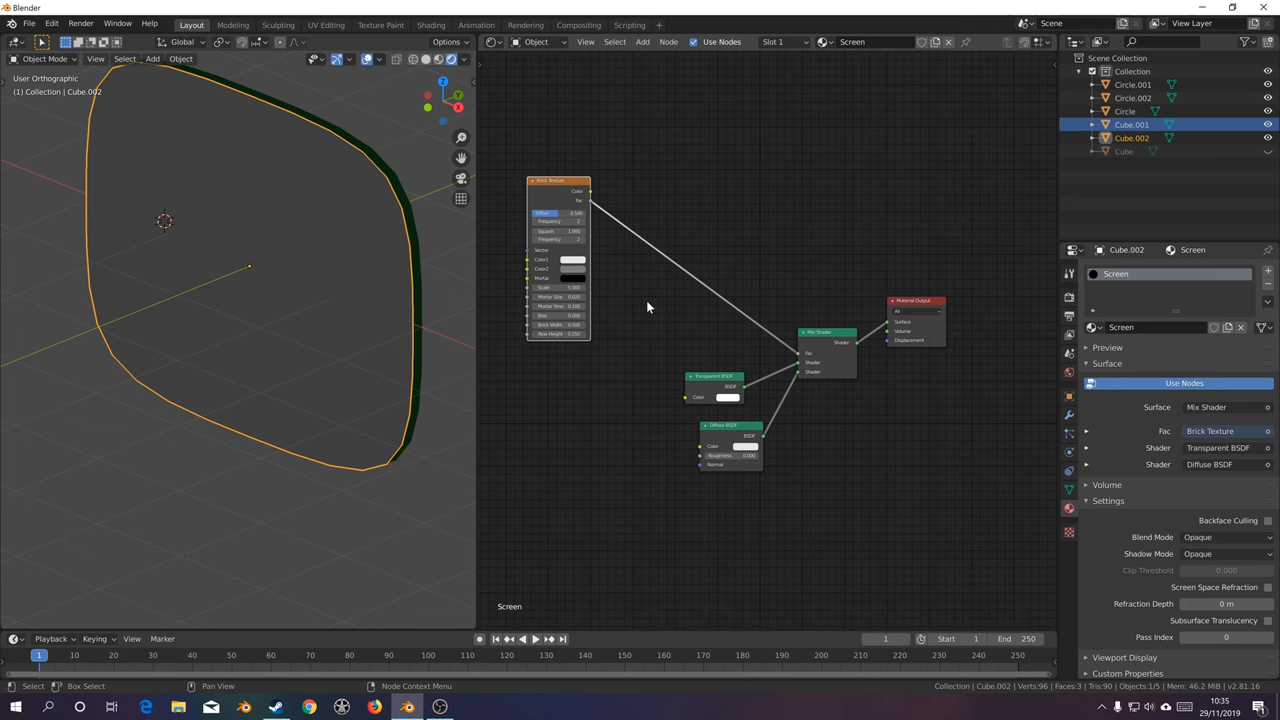 Blender
File Edit Render Window Help Layout Modeling Sculpting UV Editing Texture Paint Shading Animation Rendering Compositing Scripting + Scene View Layer
Global Options Object View Select Add Node Use Nodes Slot 1 Screen
Object Mode View Select Add Object
User Orthographic
(1) Collection | Cube.002
Z
Y
X
Brick Texture
Color
Fac
Offset 0.500
Frequency 2
Squash 1.000
Frequency 2
Vector
Color1
Color2
Mortar
Scale 5.000
Mortar Size 0.020
Mortar Smo 0.100
Bias 0.000
Brick Width 0.500
Row Height 0.250
Transparent BSDF
BSDF
Color
Diffuse BSDF
BSDF
Color
Roughness 0.000
Normal
Mix Shader
Shader
Fac
Shader
Shader
Material Output
All
Surface
Volume
Displacement
Screen
Scene Collection
Collection
Circle.001
Circle.002
Circle
Cube.001
Cube.002
Cube
Cube.002 Screen
Screen
Screen
Preview
Surface
Use Nodes
Surface Mix Shader
Fac Brick Texture
Shader Transparent BSDF
Shader Diffuse BSDF
Volume
Settings
Backface Culling
Blend Mode Opaque
Shadow Mode Opaque
Clip Threshold 0.000
Screen Space Refraction
Refraction Depth 0 m
Subsurface Translucency
Pass Index 0
Viewport Display
Custom Properties
Playback Keying View Marker 1 Start 1 End 250
1 10 20 30 40 50 60 70 80 90 100 110 120 130 140 150 160 170 180 190 200 210 220 230 240 250
Select Box Select Pan View Node Context Menu Collection | Cube.002 | Verts:96 | Faces:3 | Tris:90 | Objects:1/5 | Mem: 46.2 MiB | v2.81.16
10:35
29/11/2019